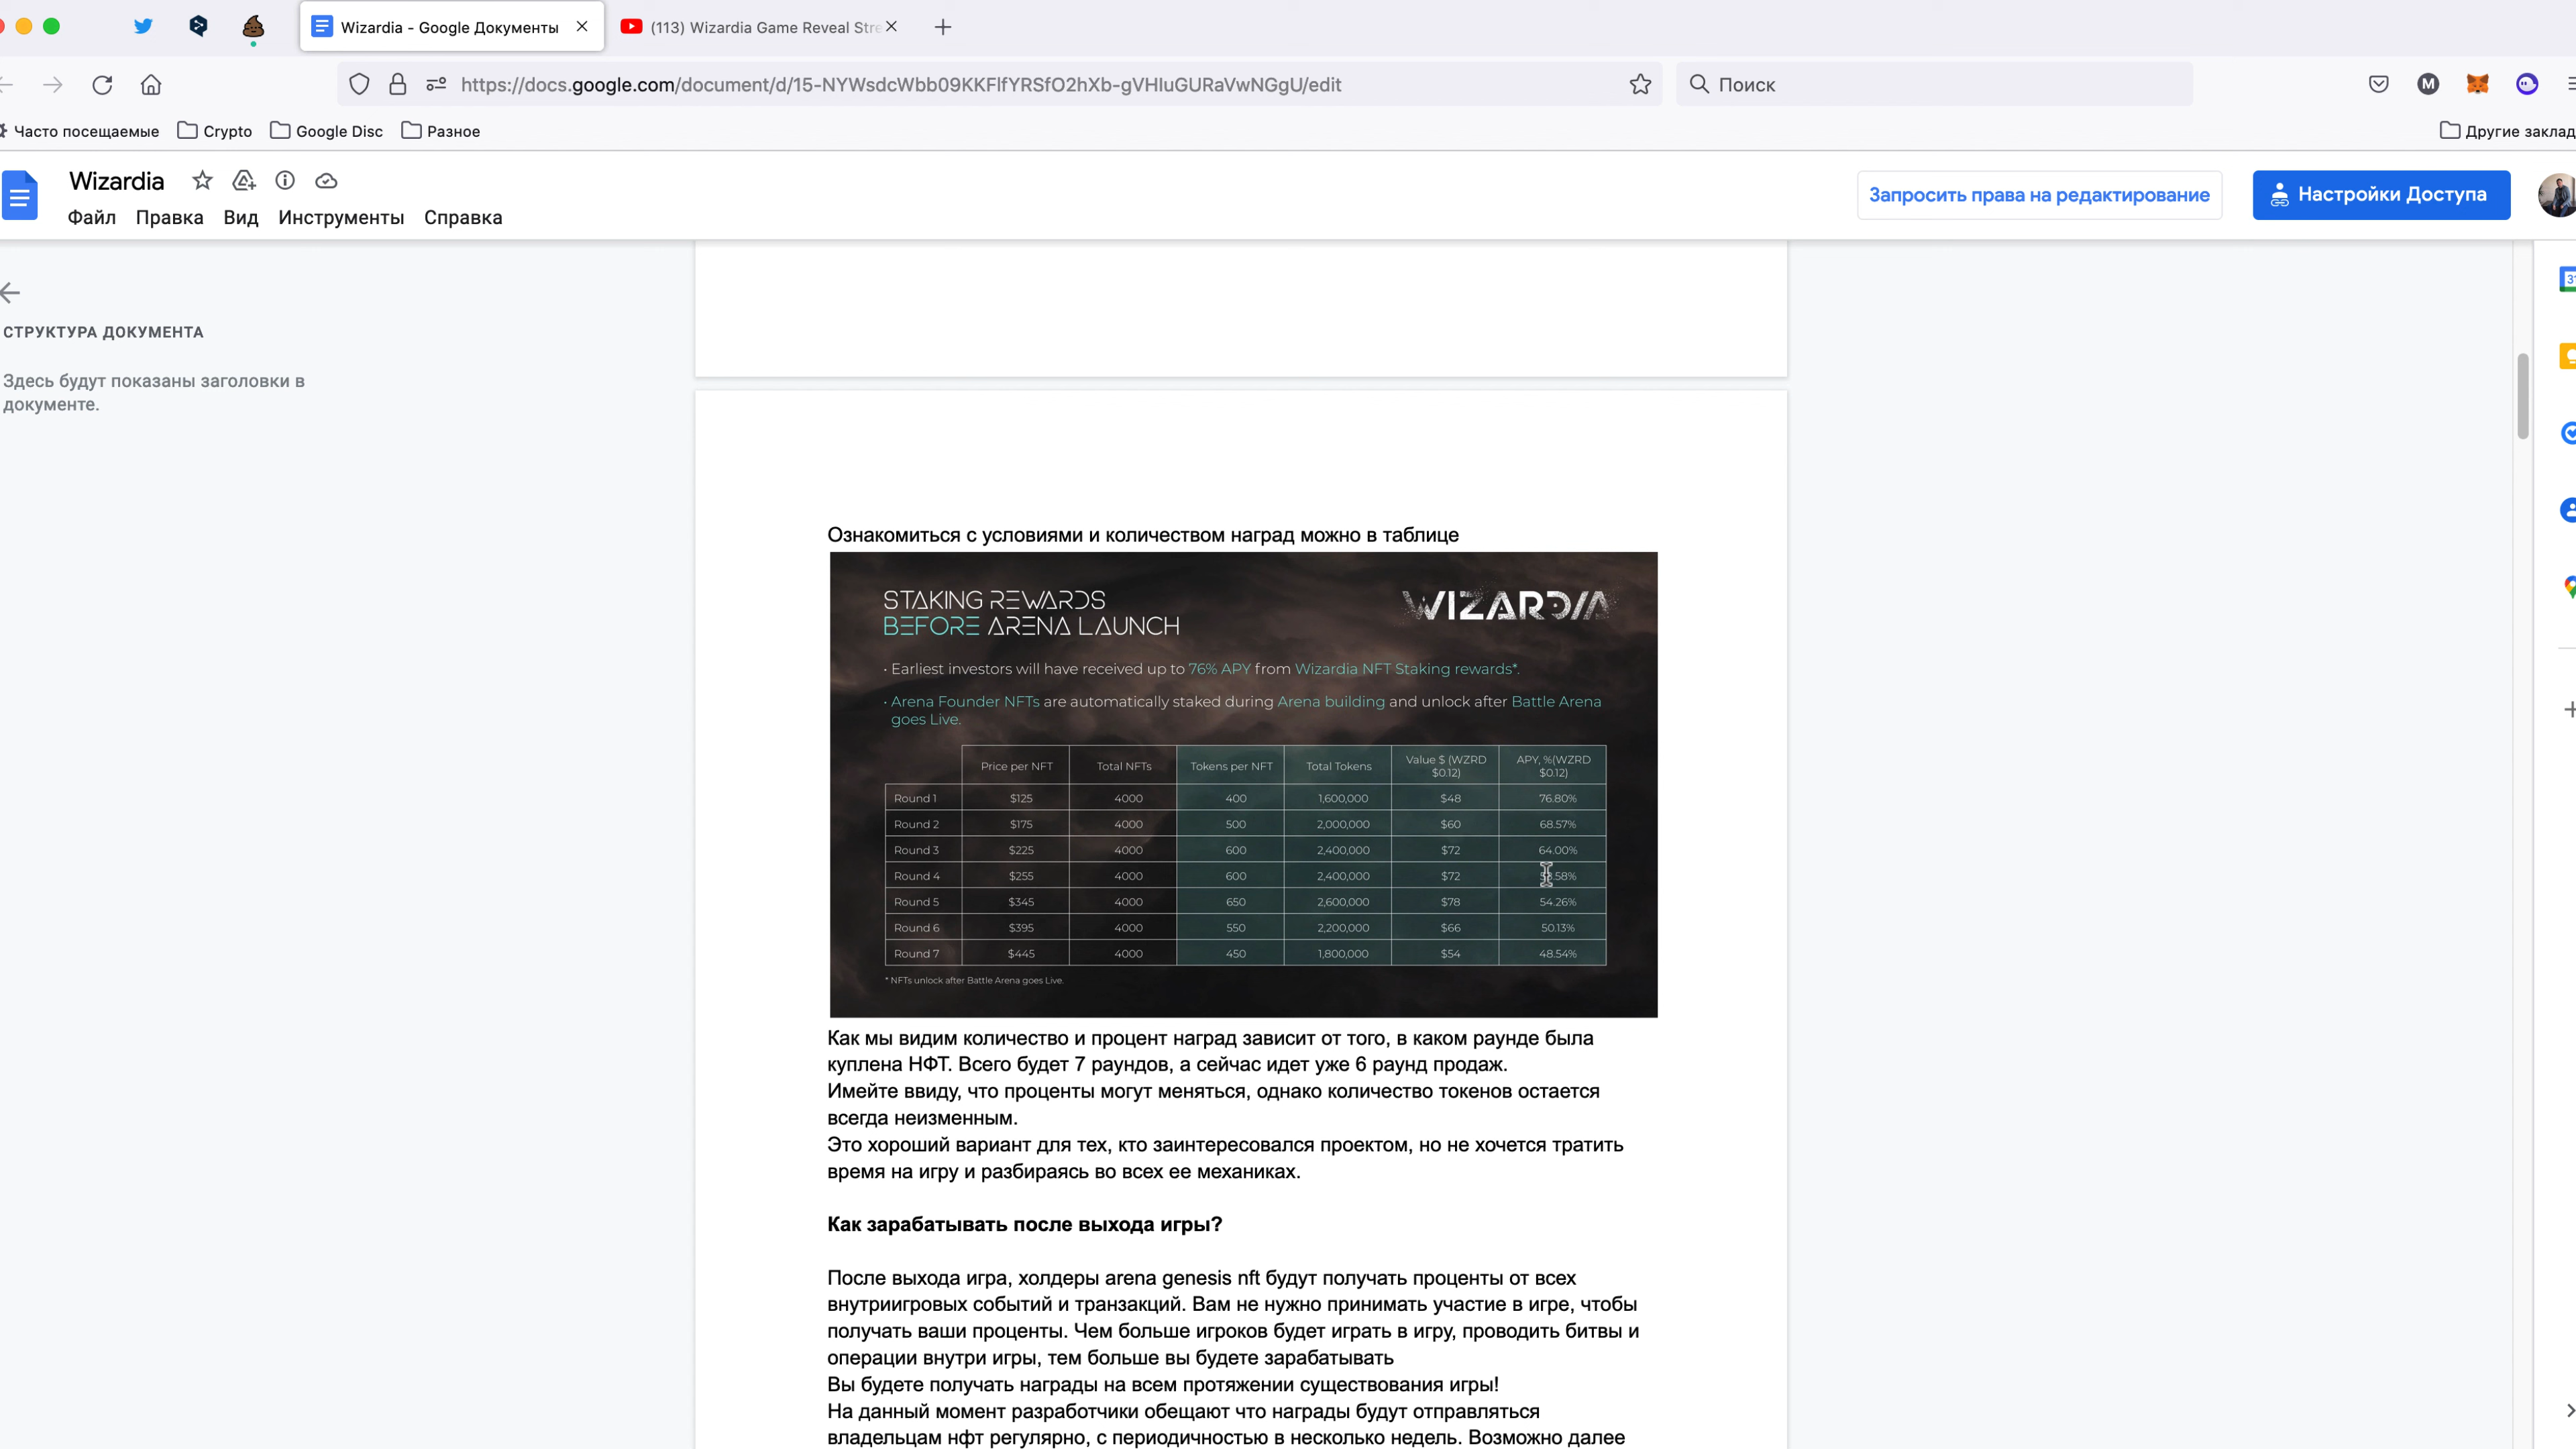 Wizardia - Google Документы
(113) Wizardia Game Reveal Stre
https://docs.google.com/document/d/15-NYWsdcWbb09KKFlfYRSfO2hXb-gVHIuGURaVwNGgU/edit
Поиск
M
Часто посещаемые
Crypto
Google Disc
Разное
Другие заклад
Wizardia
Файл
Правка
Вид
Инструменты
Справка
Запросить права на редактирование
Настройки Доступа
СТРУКТУРА ДОКУМЕНТА
Здесь будут показаны заголовки в
документе.
Ознакомиться с условиями и количеством наград можно в таблице
STAKING REWARDS
BEFORE ARENA LAUNCH
WIZARDIA
· Earliest investors will have received up to 76% APY from Wizardia NFT Staking rewards*.
· Arena Founder NFTs are automatically staked during Arena building and unlock after Battle Arena
goes Live.
Price per NFT Total NFTs Tokens per NFT Total Tokens Value $ (WZRD $0.12) APY, %(WZRD $0.12)
Round 1 $125 4000 400 1,600,000 $48 76.80%
Round 2 $175 4000 500 2,000,000 $60 68.57%
Round 3 $225 4000 600 2,400,000 $72 64.00%
Round 4 $255 4000 600 2,400,000 $72
Round 5 $345 4000 650 2,600,000 $78 54.26%
Round 6 $395 4000 550 2,200,000 $66 50.13%
Round 7 $445 4000 450 1,800,000 $54 48.54%
* NFTs unlock after Battle Arena goes Live.
Как мы видим количество и процент наград зависит от того, в каком раунде была
куплена НФТ. Всего будет 7 раундов, а сейчас идет уже 6 раунд продаж.
Имейте ввиду, что проценты могут меняться, однако количество токенов остается
всегда неизменным.
Это хороший вариант для тех, кто заинтересовался проектом, но не хочется тратить
время на игру и разбираясь во всех ее механиках.
Как зарабатывать после выхода игры?
После выхода игра, холдеры arena genesis nft будут получать проценты от всех
внутриигровых событий и транзакций. Вам не нужно принимать участие в игре, чтобы
получать ваши проценты. Чем больше игроков будет играть в игру, проводить битвы и
операции внутри игры, тем больше вы будете зарабатывать
Вы будете получать награды на всем протяжении существования игры!
На данный момент разработчики обещают что награды будут отправляться
владельцам нфт регулярно, с периодичностью в несколько недель. Возможно далее